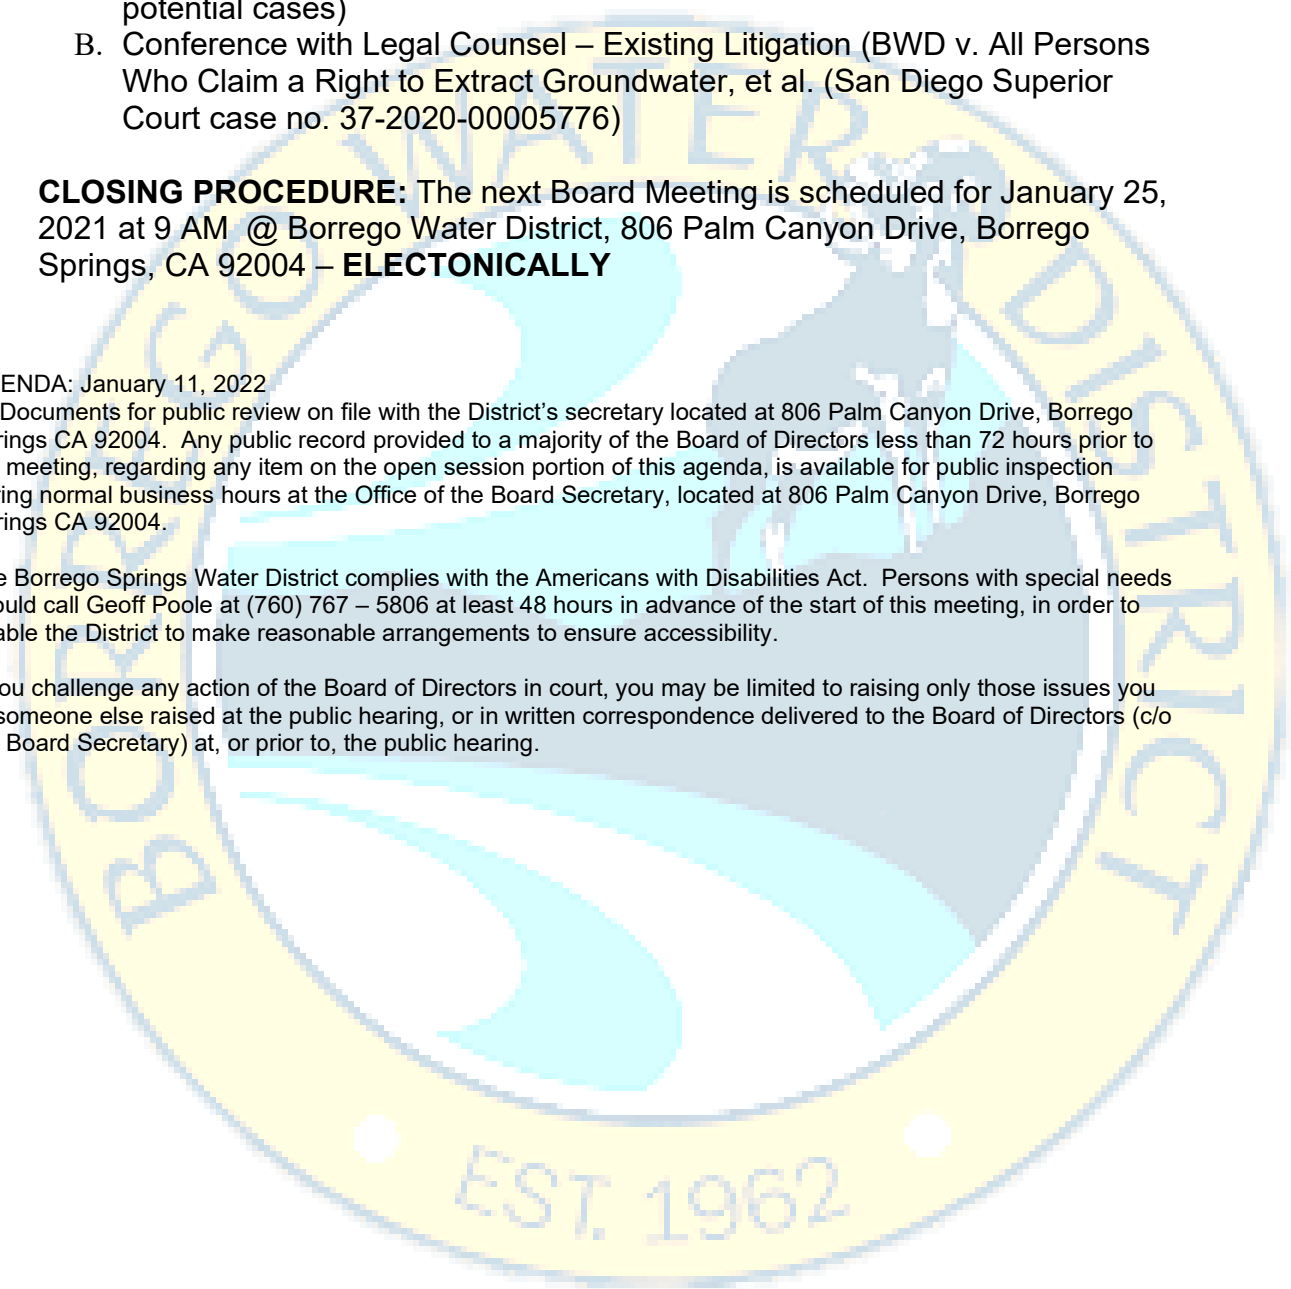 potential cases)
B. Conference with Legal Counsel – Existing Litigation (BWD v. All Persons
Who Claim a Right to Extract Groundwater, et al. (San Diego Superior
Court case no. 37-2020-00005776)
CLOSING PROCEDURE: The next Board Meeting is scheduled for January 25,
2021 at 9 AM @ Borrego Water District, 806 Palm Canyon Drive, Borrego
Springs, CA 92004 – ELECTONICALLY
ENDA: January 11, 2022
Documents for public review on file with the District's secretary located at 806 Palm Canyon Drive, Borrego
rings CA 92004. Any public record provided to a majority of the Board of Directors less than 72 hours prior to
meeting, regarding any item on the open session portion of this agenda, is available for public inspection
ring normal business hours at the Office of the Board Secretary, located at 806 Palm Canyon Drive, Borrego
rings CA 92004.
e Borrego Springs Water District complies with the Americans with Disabilities Act. Persons with special needs
ould call Geoff Poole at (760) 767 – 5806 at least 48 hours in advance of the start of this meeting, in order to
able the District to make reasonable arrangements to ensure accessibility.
ou challenge any action of the Board of Directors in court, you may be limited to raising only those issues you
someone else raised at the public hearing, or in written correspondence delivered to the Board of Directors (c/o
Board Secretary) at, or prior to, the public hearing.
BORREGO WATER DISTRICT
EST. 1962